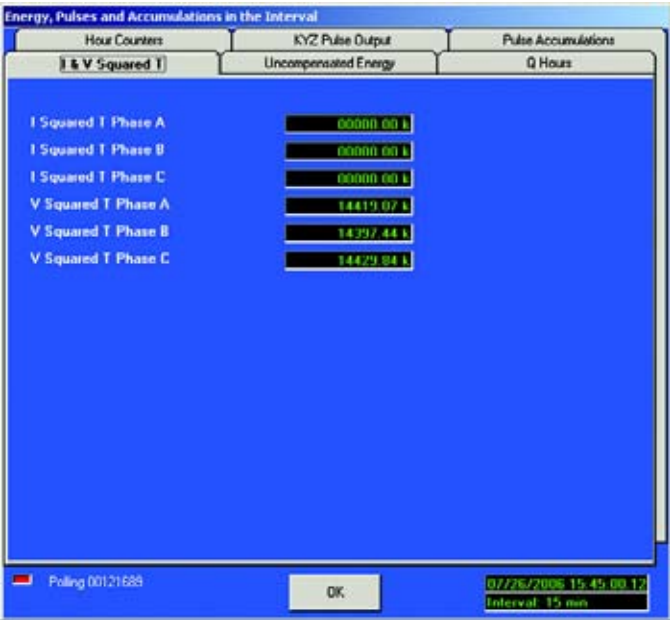 Energy, Pulses and Accumulations in the Interval
Hour Counters KYZ Pulse Output Pulse Accumulations
I & V Squared T Uncompensated Energy Q Hours
I Squared T Phase A 00000.00 k
I Squared T Phase B 00000.00 k
I Squared T Phase C 00000.00 k
V Squared T Phase A 14419.07 k
V Squared T Phase B 14397.44 k
V Squared T Phase C 14429.84 k
Polling 00121689 OK 07/26/2006 15:45:00.12
Interval: 15 min